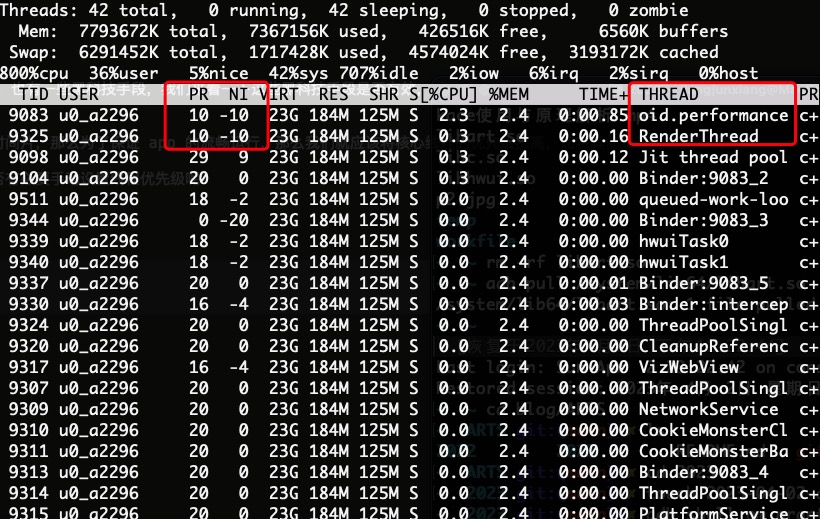 Threads: 42 total,   0 running,  42 sleeping,   0 stopped,   0 zombie
  Mem:  7793672K total,  7367156K used,   426516K free,     6560K buffers
 Swap:  6291452K total,  1717428K used,  4574024K free,  3193172K cached
800%cpu  36%user   5%nice  42%sys 707%idle   2%iow   6%irq   2%sirq   0%host
  TID USER         PR  NI VIRT  RES  SHR S[%CPU] %MEM     TIME+ THREAD          PR
 9083 u0_a2296     10 -10  23G 184M 125M S       2.4   0:00.85 oid.performance c+
 9325 u0_a2296     10 -10  23G 184M 125M S       2.4   0:00.16 RenderThread    c+
 9098 u0_a2296     29   9  23G 184M 125M S  0.6   2.4   0:00.12 Jit thread pool c+
 9104 u0_a2296     20   0  23G 184M 125M S  0.3   2.4   0:00.00 Binder:9083_2   c+
 9511 u0_a2296     18  -2  23G 184M 125M S  0.0   2.4   0:00.00 queued-work-loo c+
 9344 u0_a2296      0 -20  23G 184M 125M S  0.0   2.4   0:00.00 Binder:9083_3   c+
 9339 u0_a2296     18  -2  23G 184M 125M S  0.0   2.4   0:00.00 hwuiTask0       c+
 9340 u0_a2296     18  -2  23G 184M 125M S  0.0   2.4   0:00.00 hwuiTask1       c+
 9337 u0_a2296     20   0  23G 184M 125M S  0.0   2.4   0:00.01 Binder:9083_5   c+
 9330 u0_a2296     16  -4  23G 184M 125M S  0.0   2.4   0:00.03 Binder:intercep c+
 9324 u0_a2296     20   0  23G 184M 125M S  0.0   2.4   0:00.00 ThreadPoolSingl c+
 9320 u0_a2296     20   0  23G 184M 125M S  0.0   2.4   0:00.00 CleanupReferenc c+
 9317 u0_a2296     16  -4  23G 184M 125M S  0.0   2.4   0:00.00 VizWebView      c+
 9307 u0_a2296     20   0  23G 184M 125M S  0.0   2.4   0:00.00 ThreadPoolSingl c+
 9309 u0_a2296     20   0  23G 184M 125M S  0.0   2.4   0:00.00 NetworkService  c+
 9310 u0_a2296     20   0  23G 184M 125M S  0.0   2.4   0:00.00 CookieMonsterCl c+
 9311 u0_a2296     20   0  23G 184M 125M S  0.0   2.4   0:00.00 CookieMonsterBa c+
 9313 u0_a2296     20   0  23G 184M 125M S  0.0   2.4   0:00.00 Binder:9083_4   c+
 9314 u0_a2296     20   0  23G 184M 125M S  0.0   2.4   0:00.00 ThreadPoolSingl c+
 9315 u0_a2296     20   0  23G 184M 125M S  0.0   2.4   0:00.00 PlatformService c+